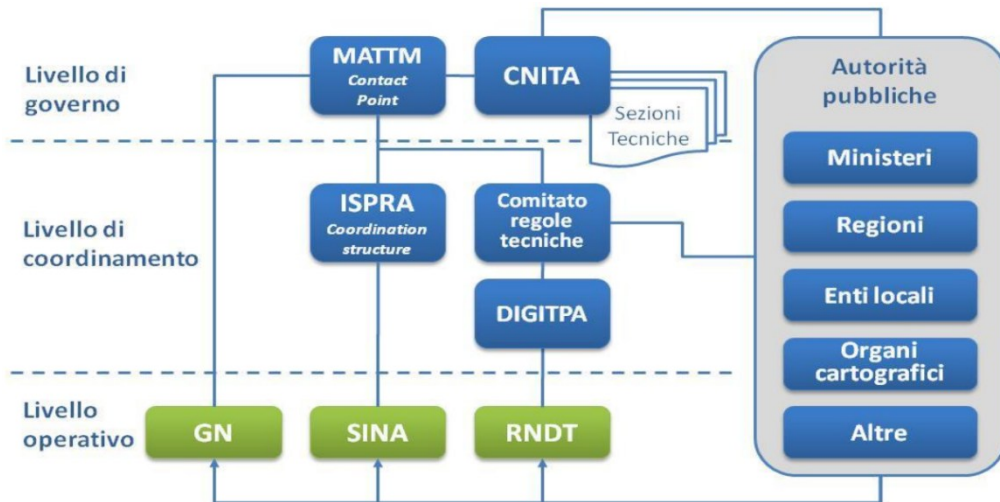 Livello di
governo
MATTM
Contact
Point
CNITA
Sezioni
Tecniche
Autorità
pubbliche
Ministeri
Regioni
Enti locali
Organi
cartografici
Altre
Livello di
coordinamento
ISPRA
Coordination
structure
Comitato
regole
tecniche
DIGITPA
Livello
operativo
GN
SINA
RNDT